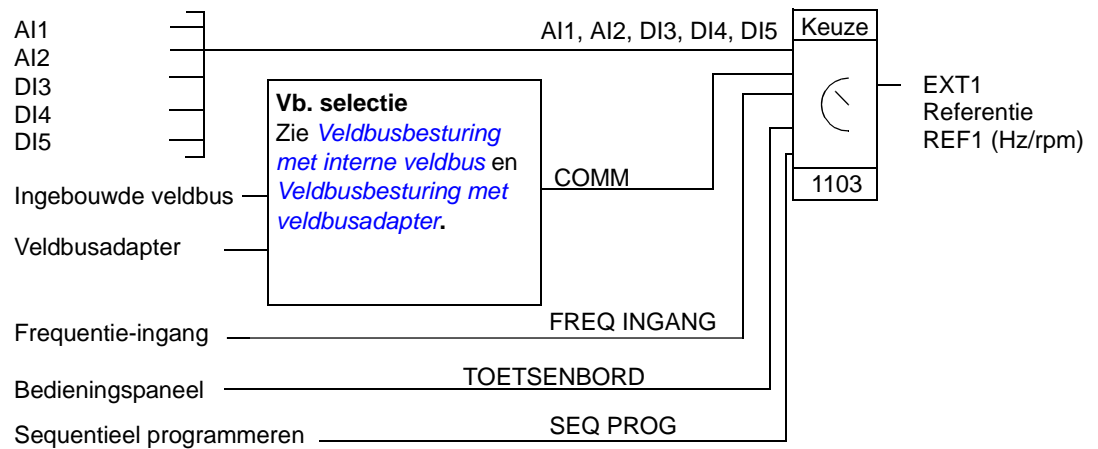 AI1
AI2
DI3
DI4
DI5
AI1, AI2, DI3, DI4, DI5
Keuze
1103
EXT1
Referentie
REF1 (Hz/rpm)
Vb. selectie
Zie Veldbusbesturing
met interne veldbus en
Veldbusbesturing met
veldbusadapter.
COMM
Ingebouwde veldbus
Veldbusadapter
Frequentie-ingang
FREQ INGANG
Bedieningspaneel
TOETSENBORD
Sequentieel programmeren
SEQ PROG